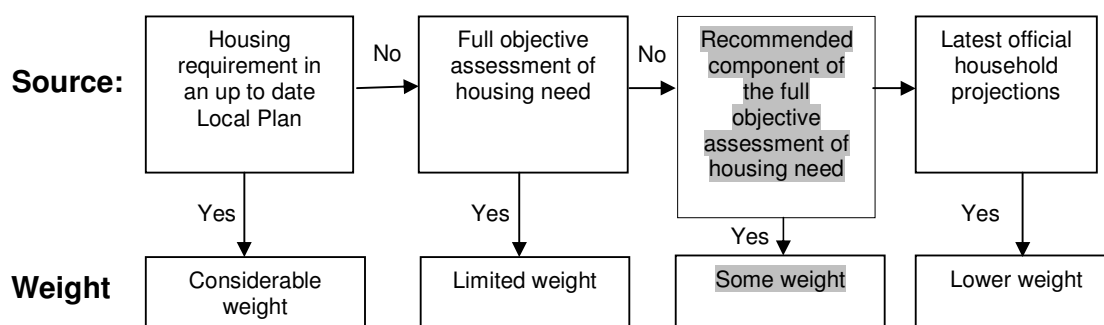 Source:
Housing
requirement in
an up to date
Local Plan
No
Full objective
assessment of
housing need
No
Recommended
component of
the full
objective
assessment of
housing need
Latest official
household
projections
Yes
Yes
Yes
Yes
Weight
Considerable
weight
Limited weight
Some weight
Lower weight